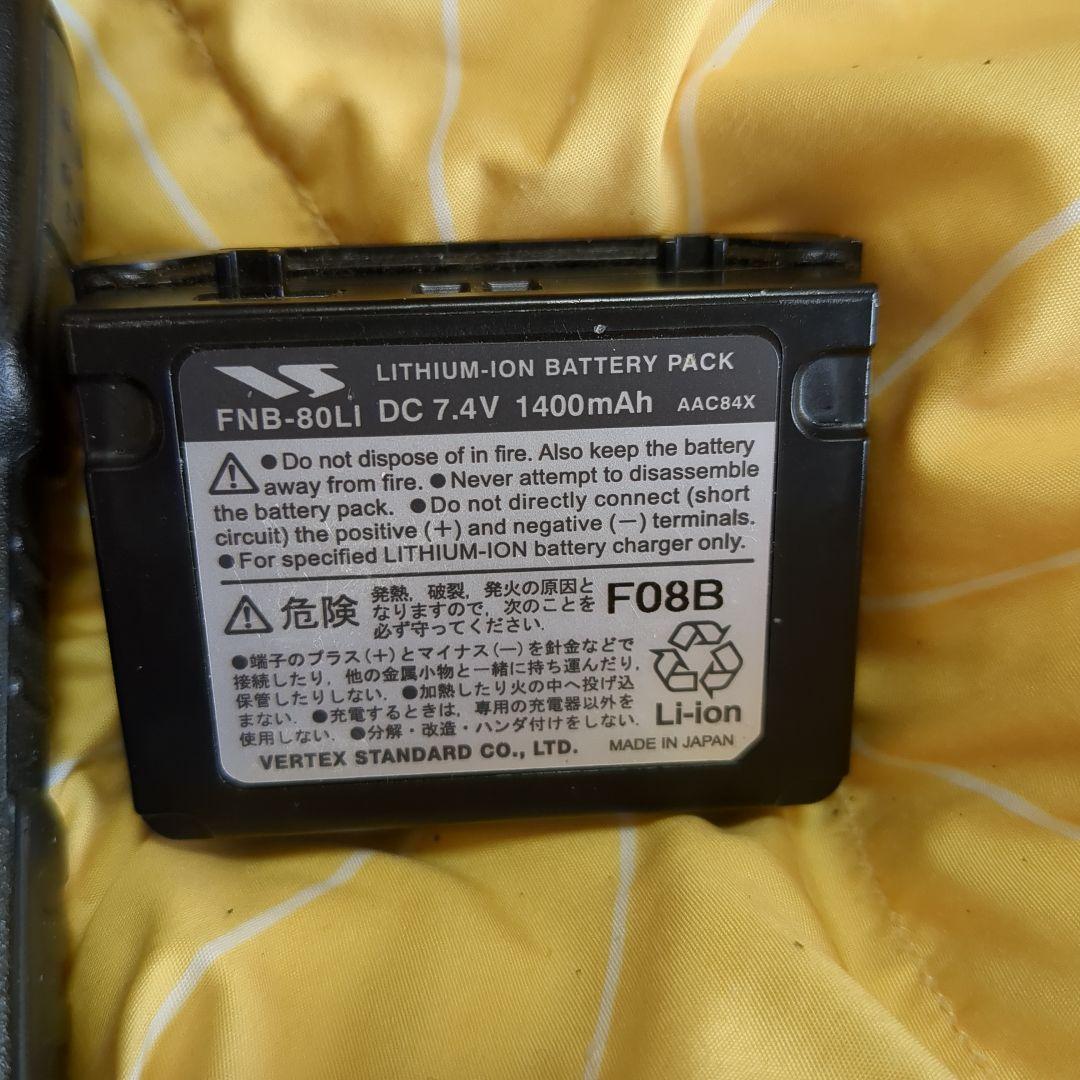 VS
LITHIUM-ION BATTERY PACK
FNB-80LI DC 7.4V 1400mAh AAC84X
●Do not dispose of in fire. Also keep the battery
away from fire. ●Never attempt to disassemble
the battery pack. ●Do not directly connect (short
circuit) the positive (+) and negative (−) terminals.
●For specified LITHIUM-ION battery charger only.
危険
発熱, 破裂, 発火の原因と
なりますので, 次のことを
必ず守ってください.
F08B
●端子のプラス(+)とマイナス(−)を針金などで
接続したり, 他の金属小物と一緒に持ち運んだり,
保管したりしない. ●加熱したり火の中へ投げ込
まない. ●充電するときは, 専用の充電器以外を
使用しない. ●分解・改造・ハンダ付けをしない.
Li-ion
VERTEX STANDARD CO., LTD.
MADE IN JAPAN